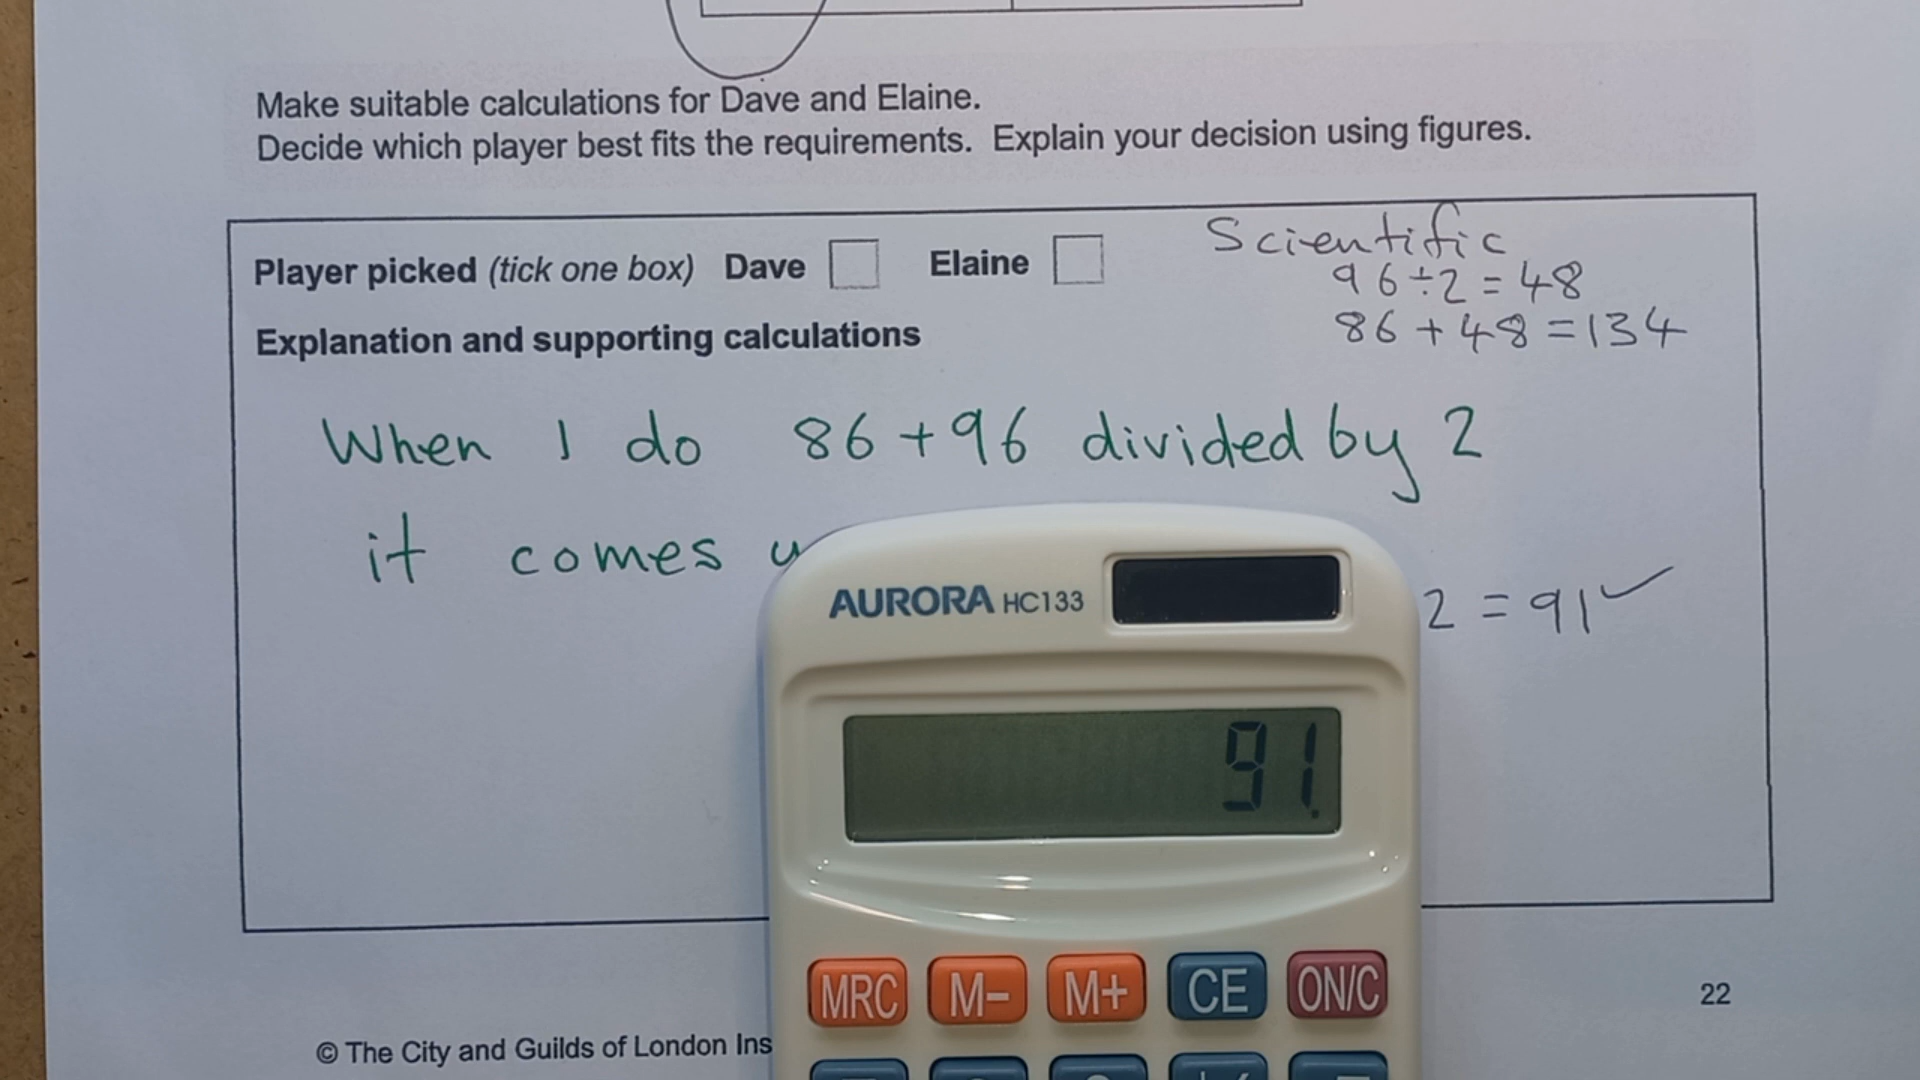 Make suitable calculations for Dave and Elaine.
Decide which player best fits the requirements. Explain your decision using figures.
Player picked (tick one box) Dave Elaine
Scientific
96÷2=48
86+48=134
Explanation and supporting calculations
When I do 86+96 divided by 2
it comes
2=91✓
AURORA HC133
91.
MRC M- M+ CE ON/C
22
© The City and Guilds of London Ins